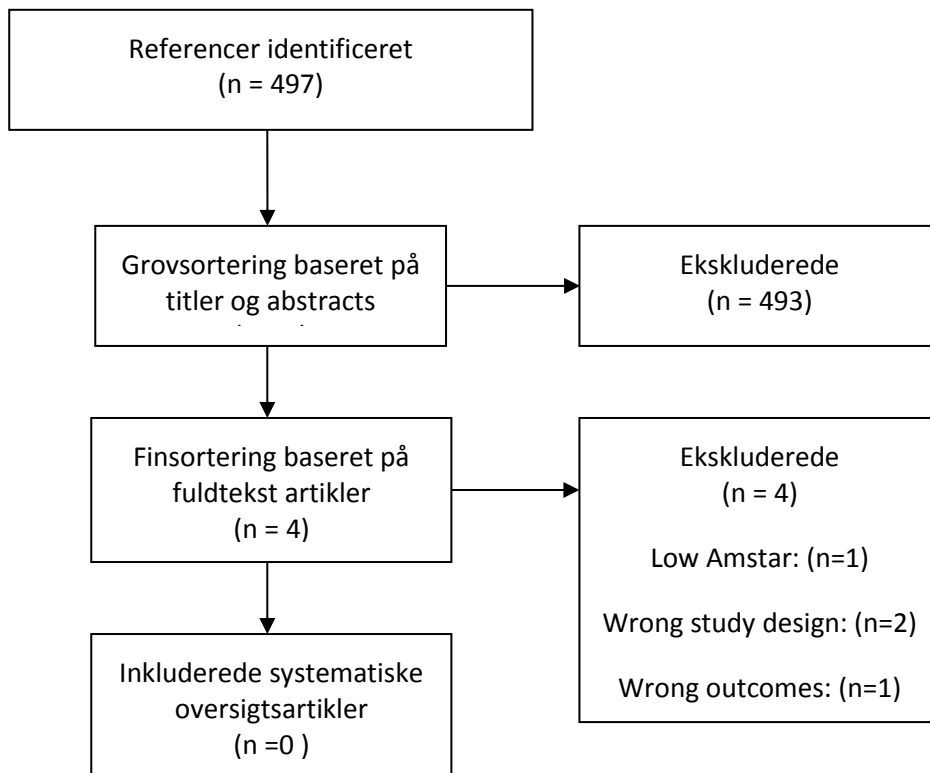 Referencer identificeret
(n = 497)
Grovsortering baseret på
titler og abstracts
Ekskluderede
(n = 493)
Finsortering baseret på
fuldtekst artikler
(n = 4)
Ekskluderede
(n = 4)
Low Amstar: (n=1)
Wrong study design: (n=2)
Wrong outcomes: (n=1)
Inkluderede systematiske
oversigtsartikler
(n =0 )